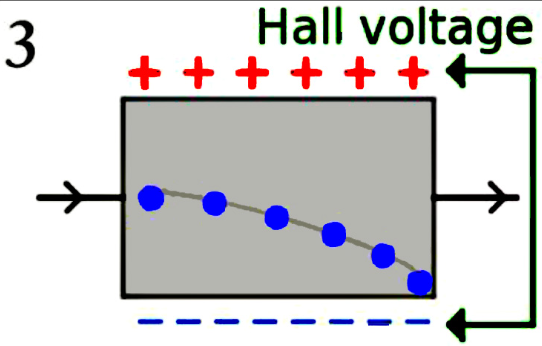 3
Hall voltage
+ + + + + +
− − − − − −